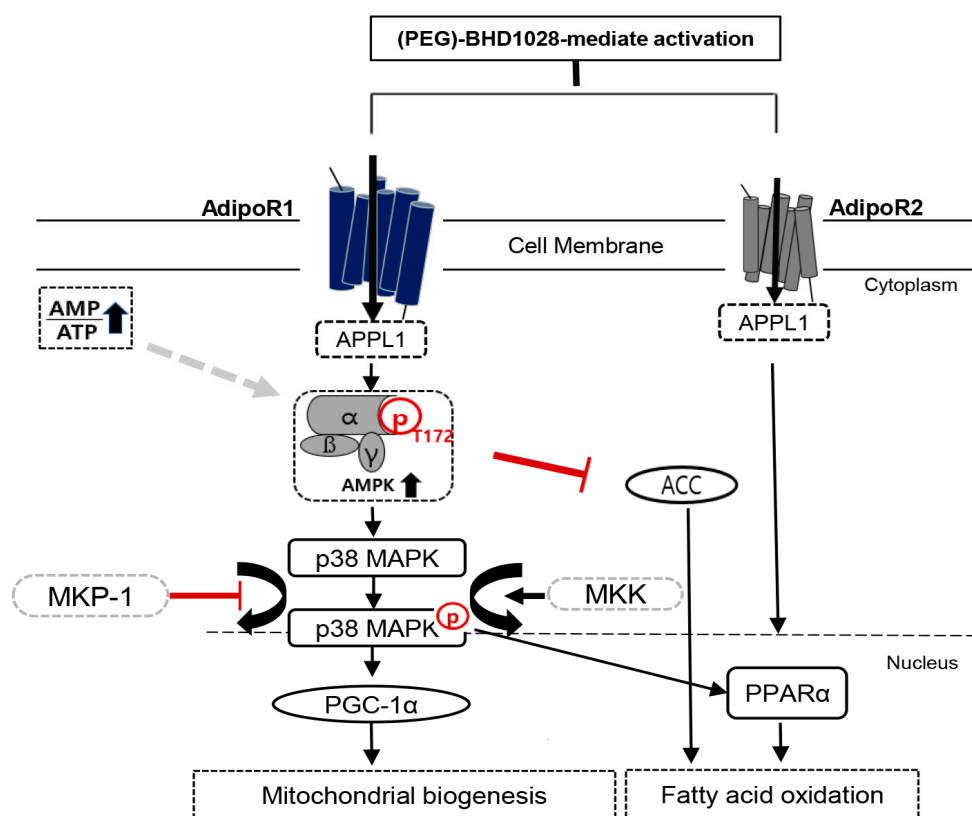 (PEG)-BHD1028-mediate activation
AdipoR1
AdipoR2
Cell Membrane
Cytoplasm
AMP
ATP
APPL1
APPL1
α
p
T172
ß
γ
AMPK
ACC
p38 MAPK
MKP-1
MKK
p
p38 MAPK
Nucleus
PPARα
PGC-1α
Mitochondrial biogenesis
Fatty acid oxidation